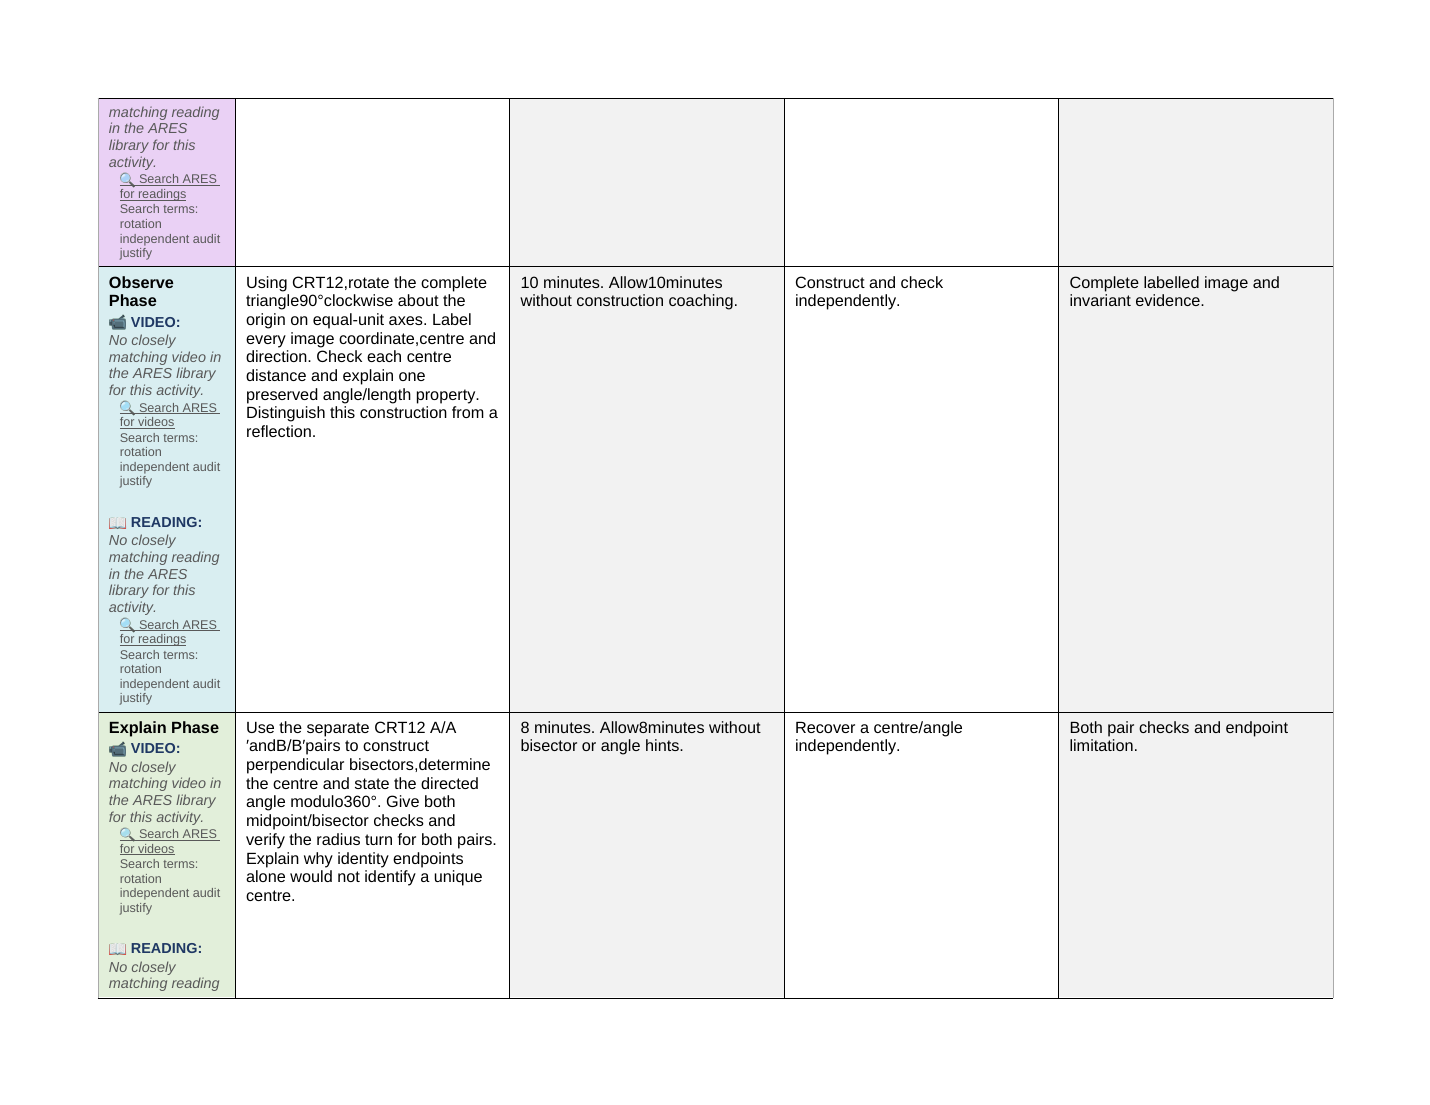 matching reading
in the ARES
library for this
activity.
🔍 Search ARES
for readings
Search terms:
rotation
independent audit
justify
Observe
Phase
📹 VIDEO:
No closely
matching video in
the ARES library
for this activity.
🔍 Search ARES
for videos
Search terms:
rotation
independent audit
justify
📖 READING:
No closely
matching reading
in the ARES
library for this
activity.
🔍 Search ARES
for readings
Search terms:
rotation
independent audit
justify
Using CRT12,rotate the complete
triangle90°clockwise about the
origin on equal-unit axes. Label
every image coordinate,centre and
direction. Check each centre
distance and explain one
preserved angle/length property.
Distinguish this construction from a
reflection.
10 minutes. Allow10minutes
without construction coaching.
Construct and check
independently.
Complete labelled image and
invariant evidence.
Explain Phase
📹 VIDEO:
No closely
matching video in
the ARES library
for this activity.
🔍 Search ARES
for videos
Search terms:
rotation
independent audit
justify
📖 READING:
No closely
matching reading
Use the separate CRT12 A/A
′andB/B′pairs to construct
perpendicular bisectors,determine
the centre and state the directed
angle modulo360°. Give both
midpoint/bisector checks and
verify the radius turn for both pairs.
Explain why identity endpoints
alone would not identify a unique
centre.
8 minutes. Allow8minutes without
bisector or angle hints.
Recover a centre/angle
independently.
Both pair checks and endpoint
limitation.